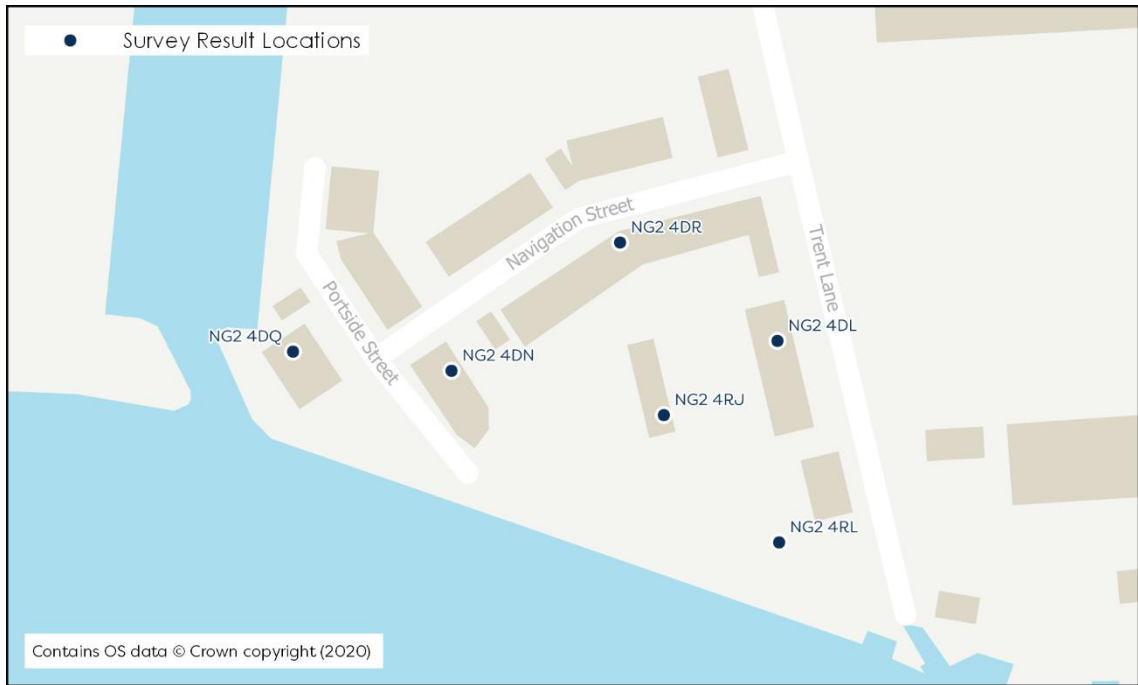 Survey Result Locations
Navigation Street
NG2 4DR
Trent Lane
Portside Street
NG2 4DQ
NG2 4DN
NG2 4DL
NG2 4RJ
NG2 4RL
Contains OS data © Crown copyright (2020)